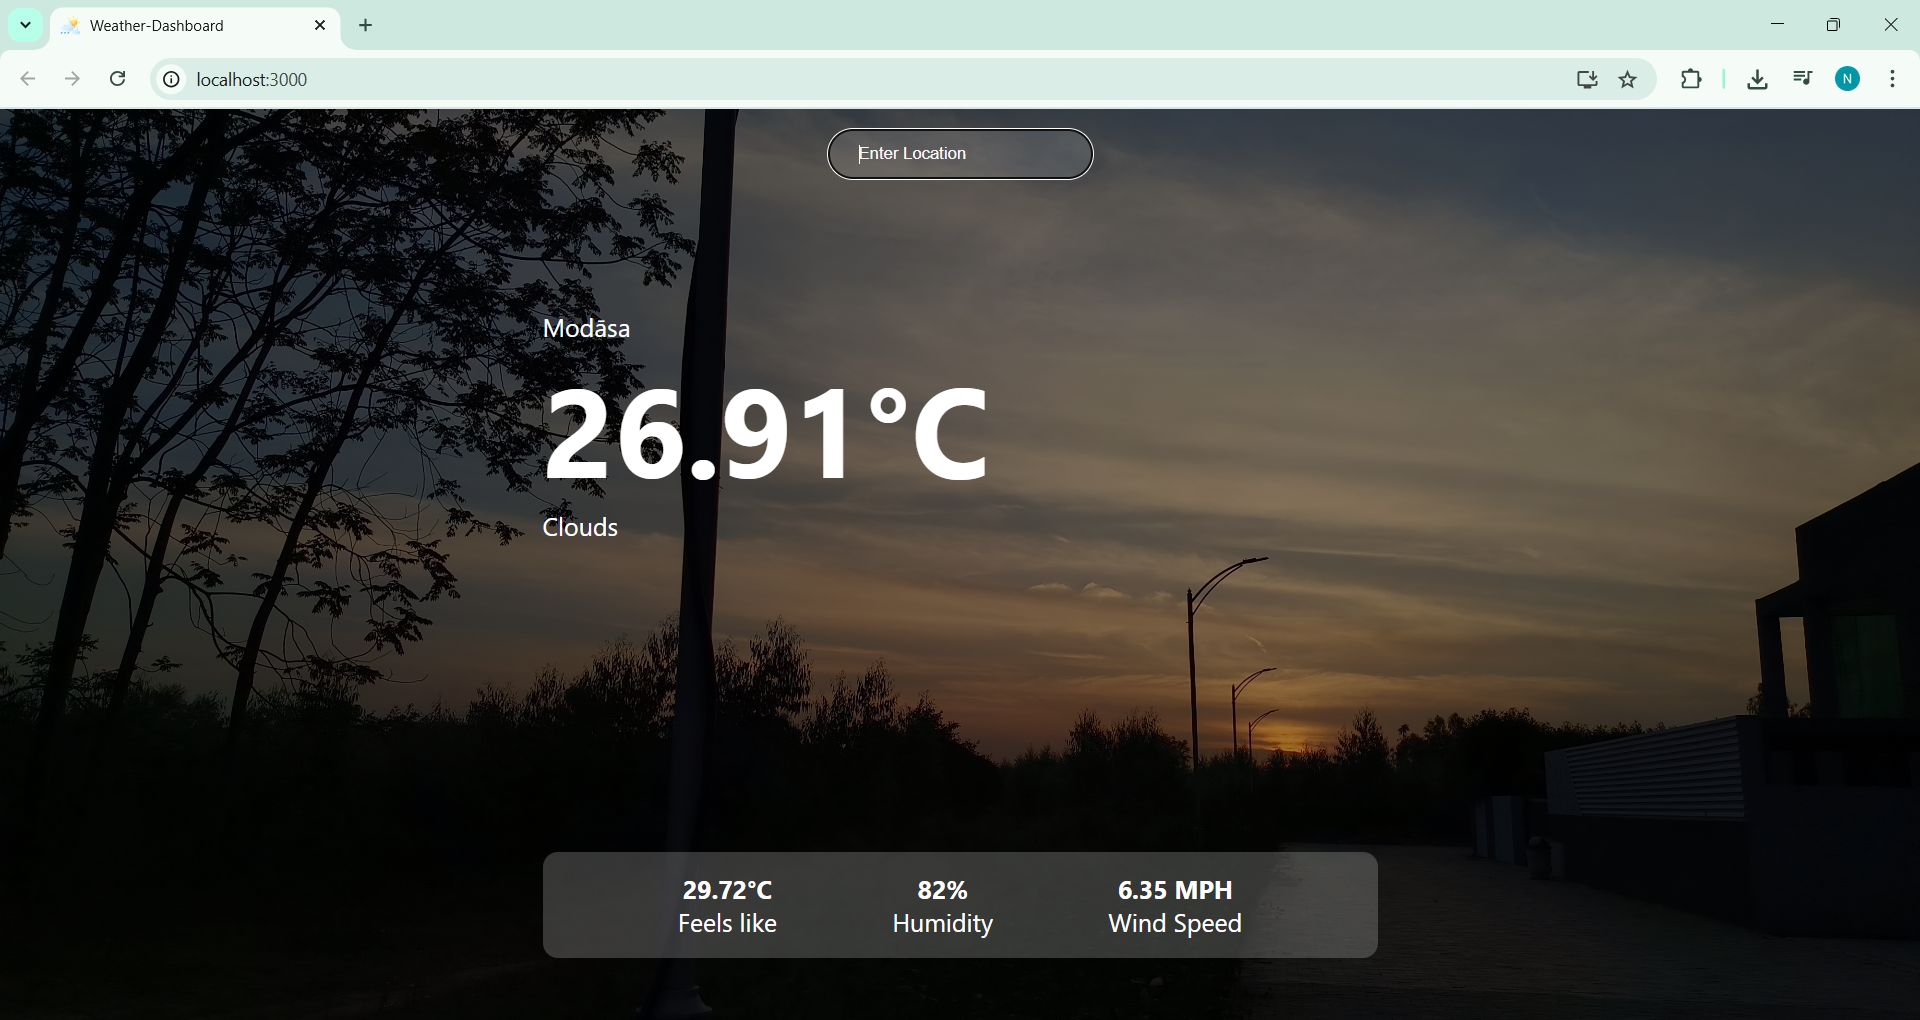 Weather-Dashboard
localhost:3000
N
Enter Location
Modāsa
26.91°C
Clouds
29.72°C 82% 6.35 MPH
Feels like Humidity Wind Speed